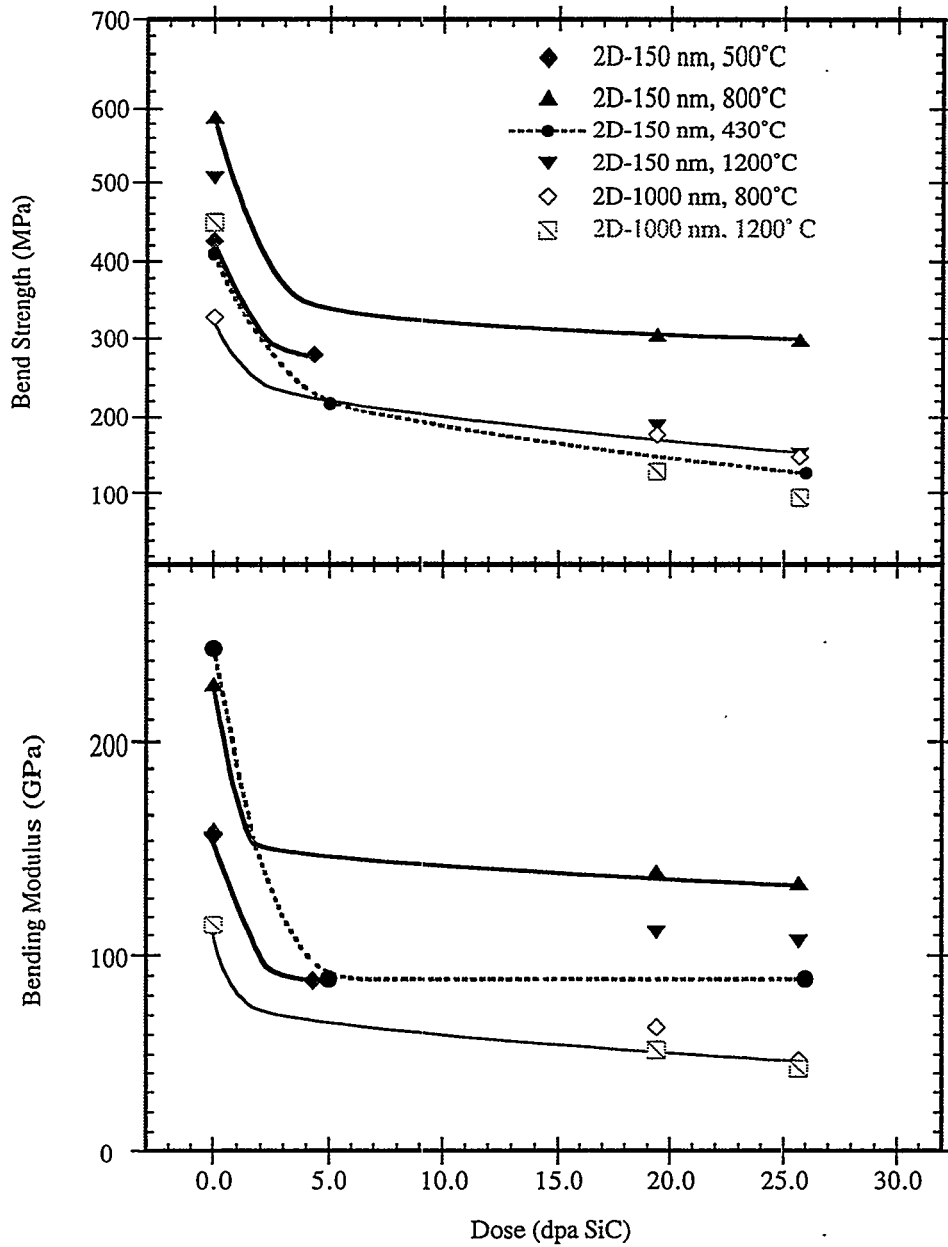 700
600
500
400
300
200
100
Bend Strength (MPa)
2D-150 nm, 500°C
2D-150 nm, 800°C
2D-150 nm, 430°C
2D-150 nm, 1200°C
2D-1000 nm, 800°C
2D-1000 nm. 1200° C
200
100
0
Bending Modulus (GPa)
0.0 5.0 10.0 15.0 20.0 25.0 30.0
Dose (dpa SiC)